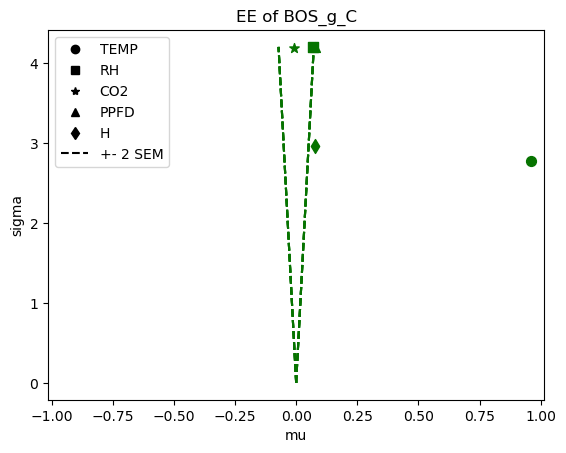 EE of BOS_g_C
TEMP
RH
CO2
PPFD
H
+- 2 SEM
sigma
4
3
2
1
0
−1.00 −0.75 −0.50 −0.25 0.00 0.25 0.50 0.75 1.00
mu